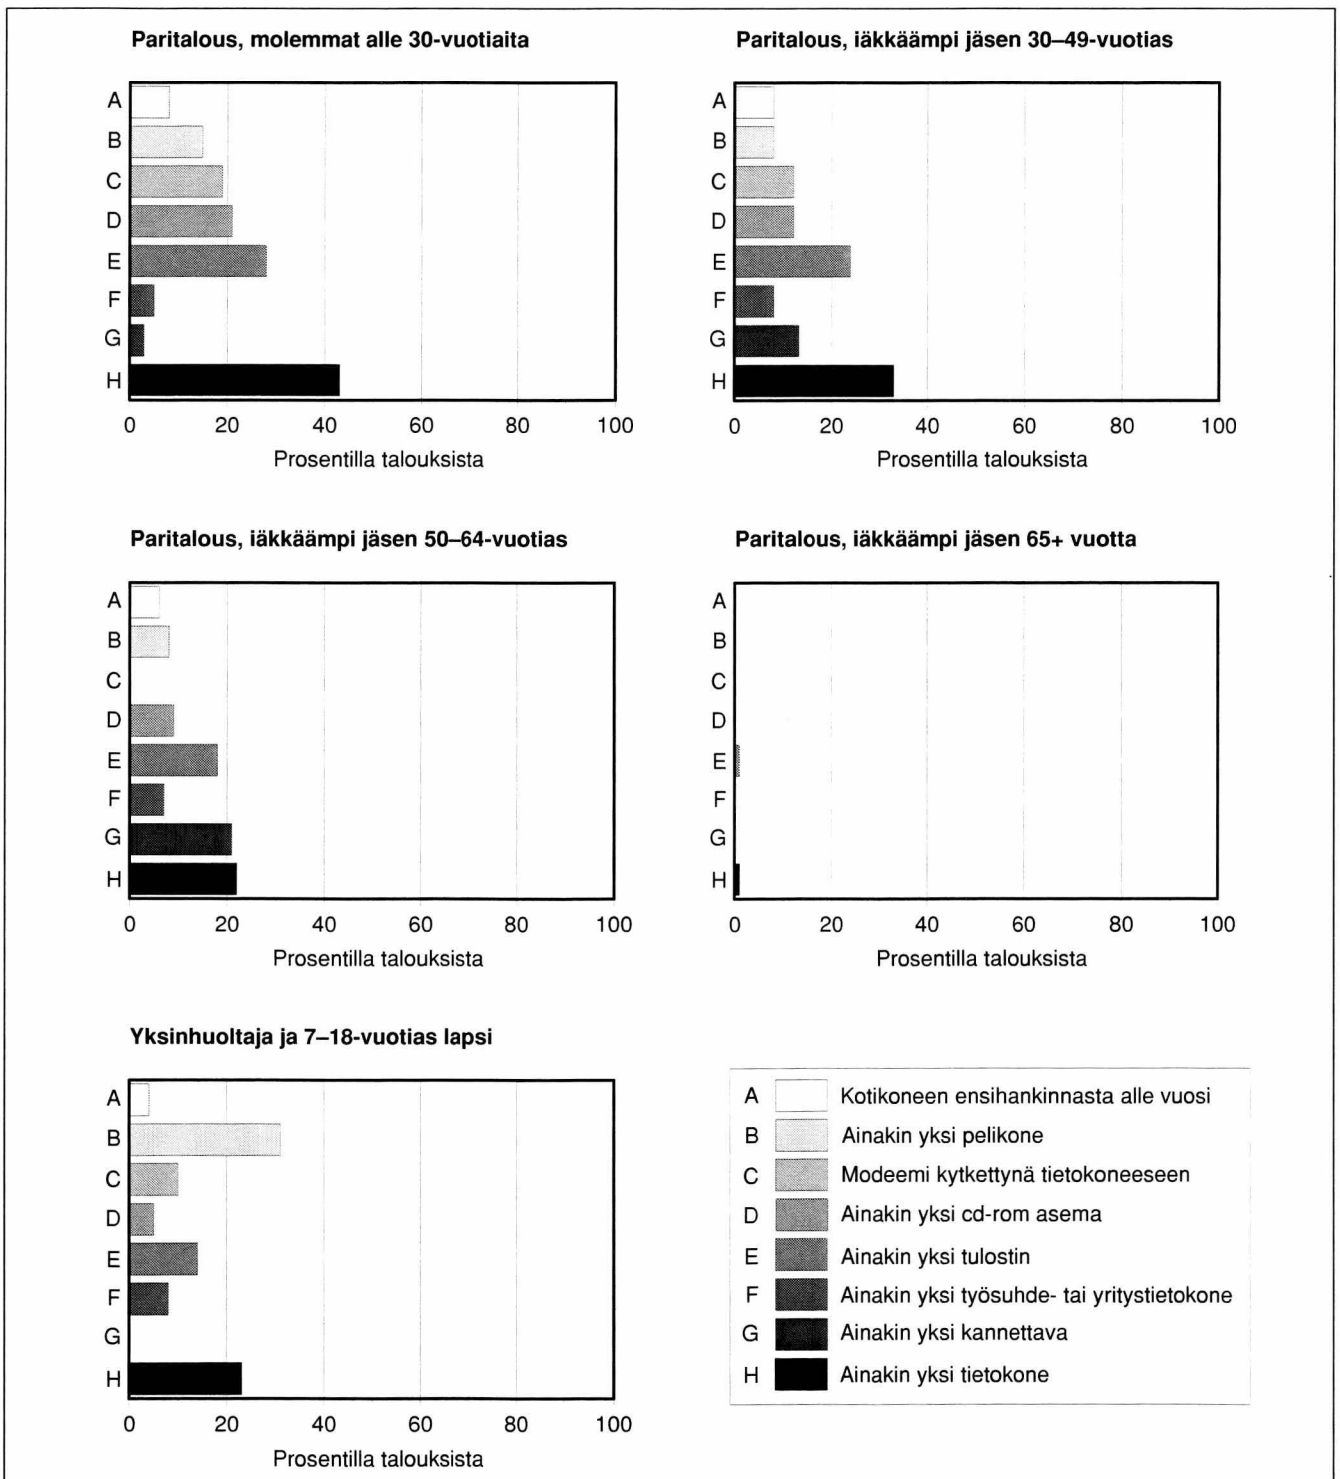 Paritalous, molemmat alle 30-vuotiaita
A
B
C
D
E
F
G
H
0 20 40 60 80 100
Prosentilla talouksista
Paritalous, iäkkäämpi jäsen 30–49-vuotias
A
B
C
D
E
F
G
H
0 20 40 60 80 100
Prosentilla talouksista
Paritalous, iäkkäämpi jäsen 50–64-vuotias
A
B
C
D
E
F
G
H
0 20 40 60 80 100
Prosentilla talouksista
Paritalous, iäkkäämpi jäsen 65+ vuotta
A
B
C
D
E
F
G
H
0 20 40 60 80 100
Prosentilla talouksista
Yksinhuoltaja ja 7–18-vuotias lapsi
A
B
C
D
E
F
G
H
0 20 40 60 80 100
Prosentilla talouksista
A Kotikoneen ensihankinnasta alle vuosi
B Ainakin yksi pelikone
C Modeemi kytkettynä tietokoneeseen
D Ainakin yksi cd-rom asema
E Ainakin yksi tulostin
F Ainakin yksi työsuhde- tai yritystietokone
G Ainakin yksi kannettava
H Ainakin yksi tietokone